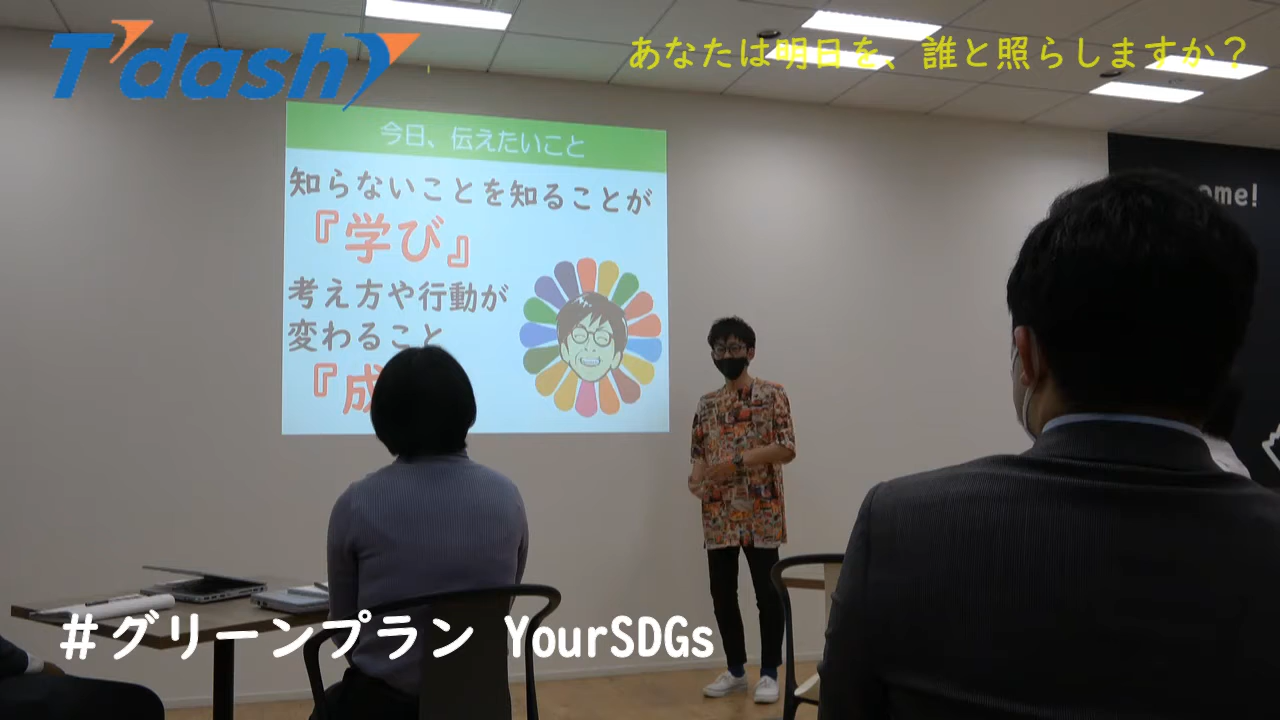 T'dash
あなたは明日を、誰と照らしますか？
今日、伝えたいこと
知らないことを知ることが
『学び』
考え方や行動が
変わること
『成
ome!
＃グリーンプラン YourSDGs